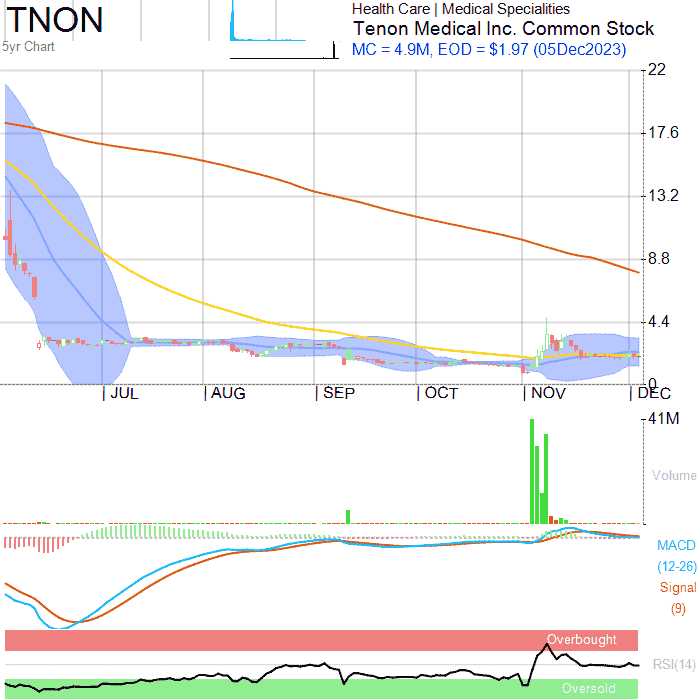 TNON
5yr Chart
Health Care | Medical Specialities
Tenon Medical Inc. Common Stock
MC = 4.9M, EOD = $1.97 (05Dec2023)
22
17.6
13.2
8.8
4.4
0
JUL AUG SEP OCT NOV DEC
41M
Volume
MACD
(12-26)
Signal
(9)
Overbought
RSI(14)
Oversold